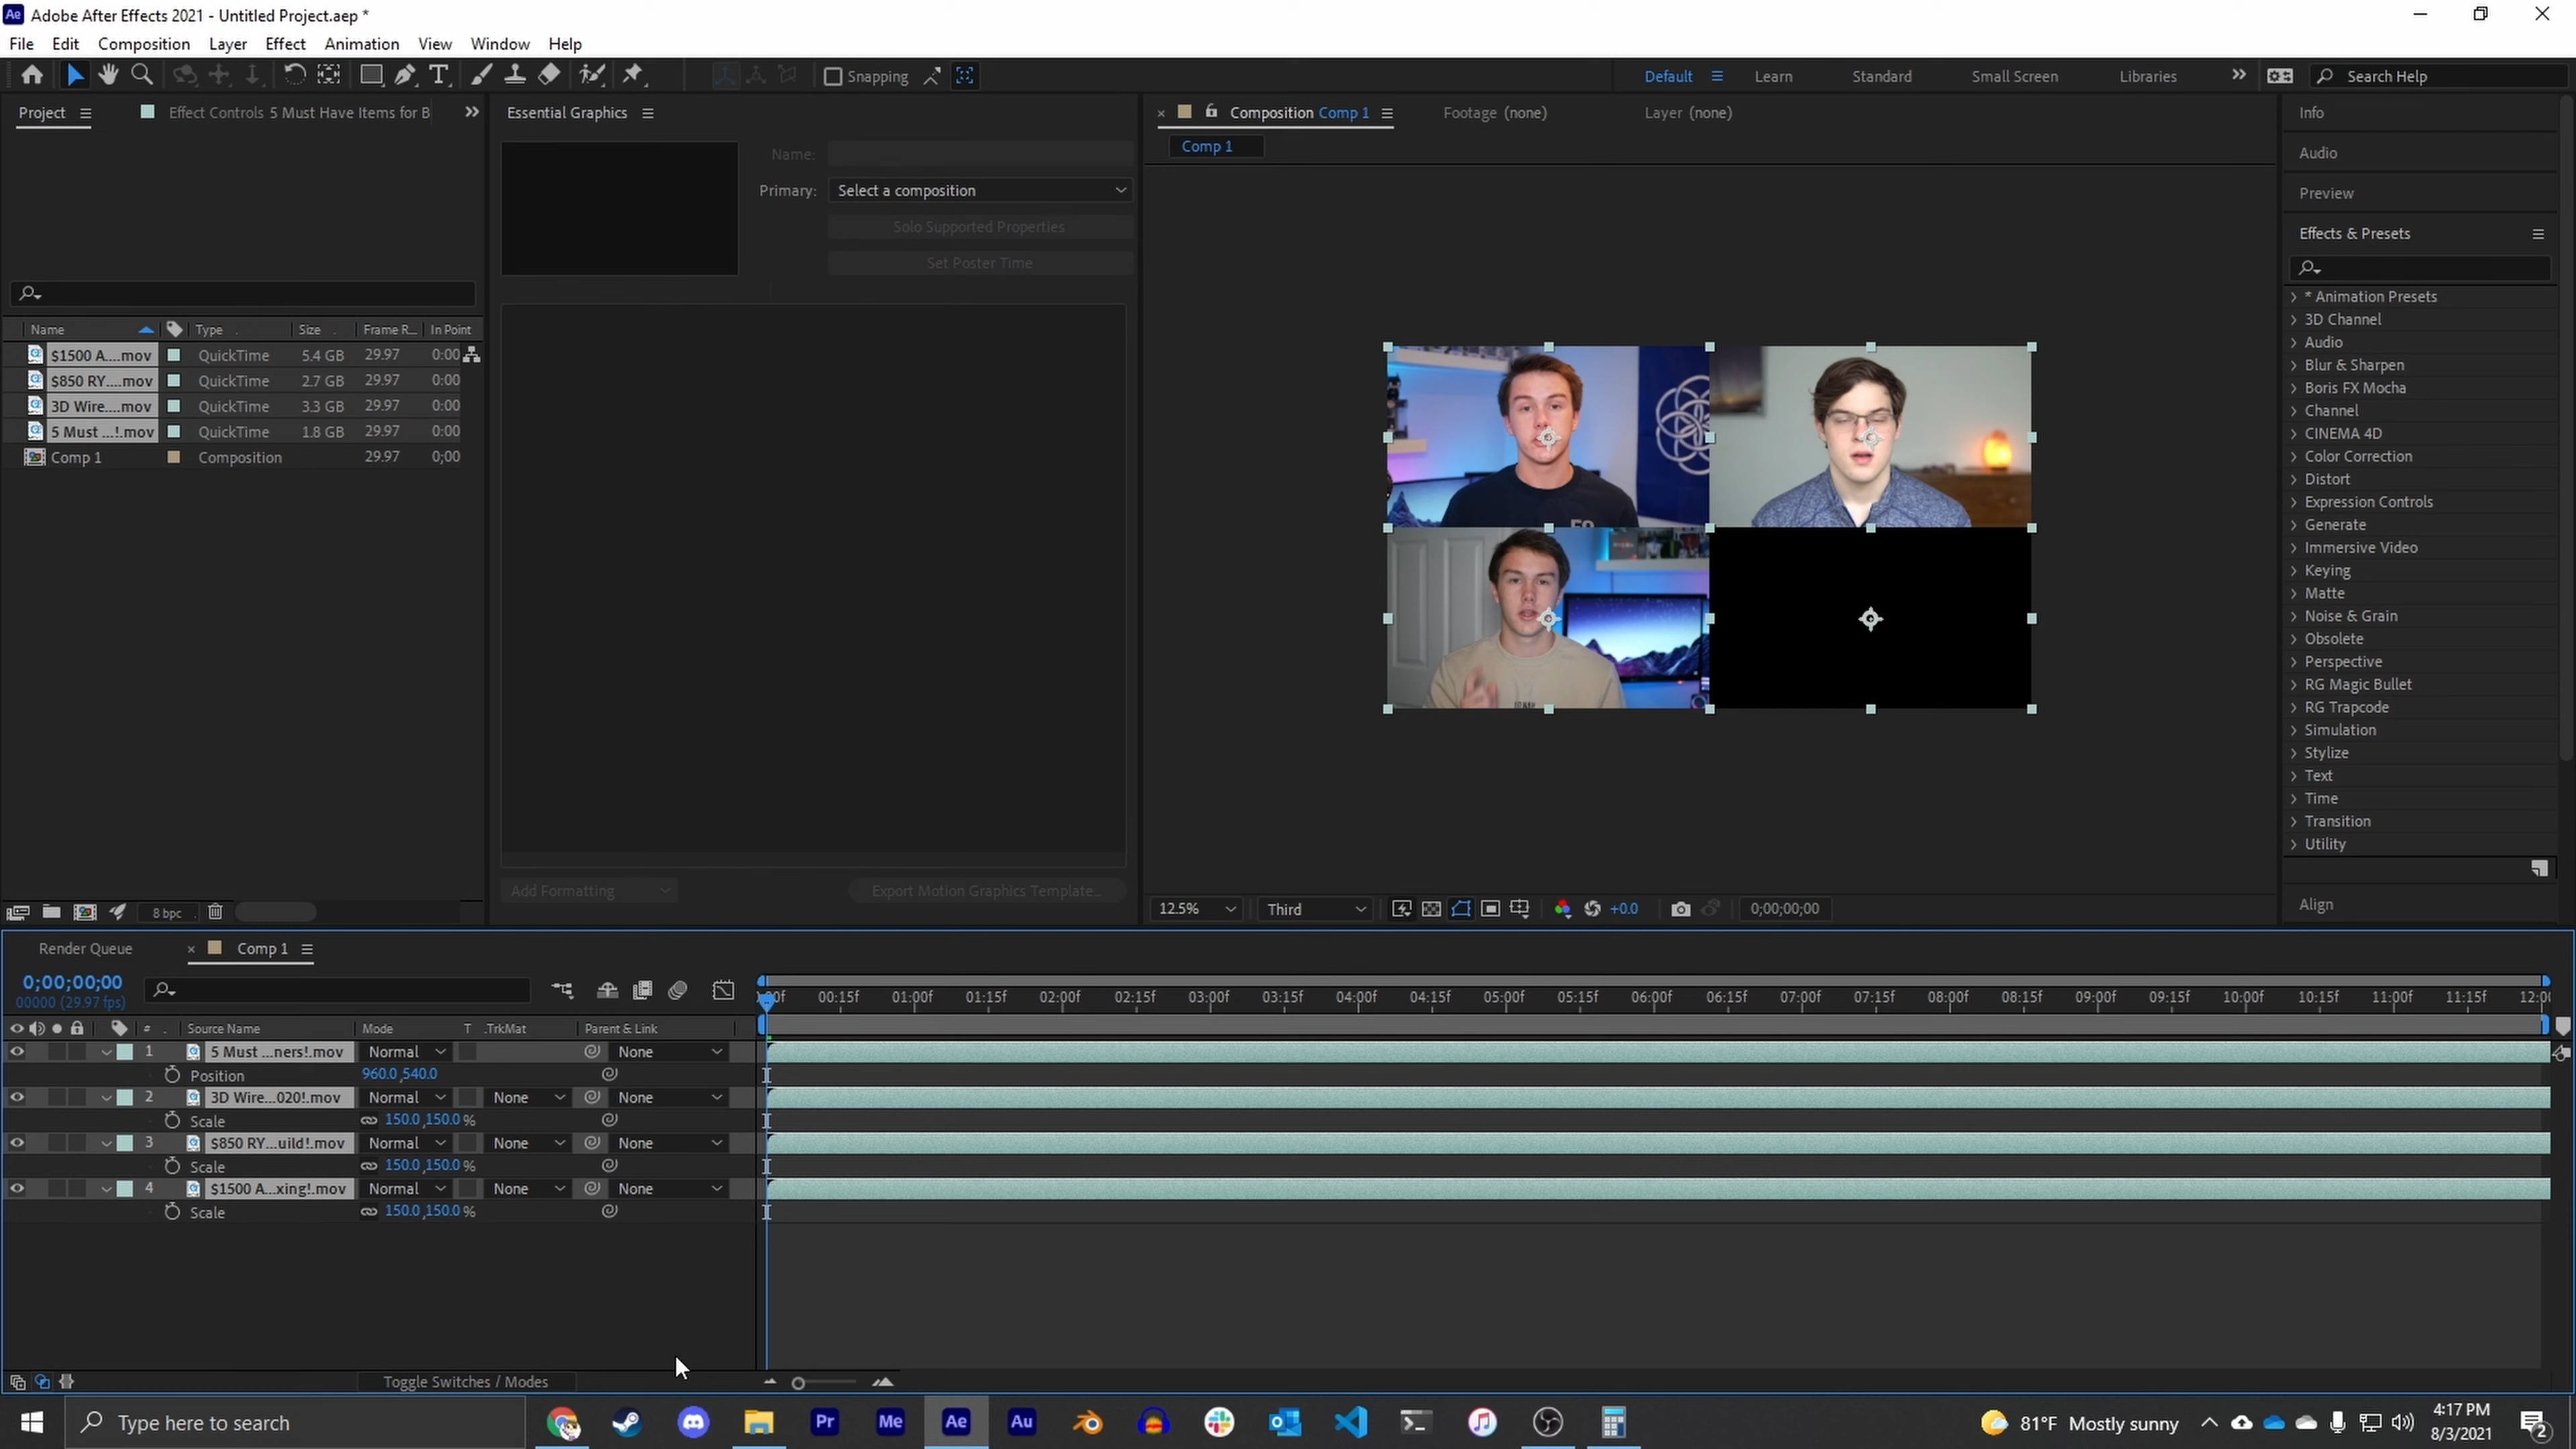 Ae Adobe After Effects 2021 - Untitled Project.aep *
File Edit Composition Layer Effect Animation View Window Help
Snapping Default Learn Standard Small Screen Libraries Search Help
Project Effect Controls 5 Must Have Items for B
Essential Graphics
Name:
Primary: Select a composition
Solo Supported Properties
Set Poster Time
Composition Comp 1 Footage (none) Layer (none)
Comp 1
Info
Audio
Preview
Effects & Presets
* Animation Presets
3D Channel
Audio
Blur & Sharpen
Boris FX Mocha
Channel
CINEMA 4D
Color Correction
Distort
Expression Controls
Generate
Immersive Video
Keying
Matte
Noise & Grain
Obsolete
Perspective
RG Magic Bullet
RG Trapcode
Simulation
Stylize
Text
Time
Transition
Utility
Align
Name Type Size Frame R... In Point
$1500 A....mov QuickTime 5.4 GB 29.97 0:00
$850 RY....mov QuickTime 2.7 GB 29.97 0:00
3D Wire....mov QuickTime 3.3 GB 29.97 0:00
5 Must ...!.mov QuickTime 1.8 GB 29.97 0:00
Comp 1 Composition 29.97 0;00
Add Formatting Export Motion Graphics Template...
8 bpc
12.5% Third +0.0 0;00;00;00
Render Queue Comp 1
0;00;00;00
00000 (29.97 fps)
00:15f 01:00f 01:15f 02:00f 02:15f 03:00f 03:15f 04:00f 04:15f 05:00f 05:15f 06:00f 06:15f 07:00f 07:15f 08:00f 08:15f 09:00f 09:15f 10:00f 10:15f 11:00f 11:15f 12:0
# Source Name Mode T .TrkMat Parent & Link
1 5 Must ...ners!.mov Normal None
Position 960.0,540.0
2 3D Wire...020!.mov Normal None None
Scale 150.0,150.0 %
3 $850 RY...uild!.mov Normal None None
Scale 150.0,150.0 %
4 $1500 A...xing!.mov Normal None None
Scale 150.0,150.0 %
Toggle Switches / Modes
Type here to search
Pr Me Ae Au
81°F Mostly sunny
4:17 PM
8/3/2021
2